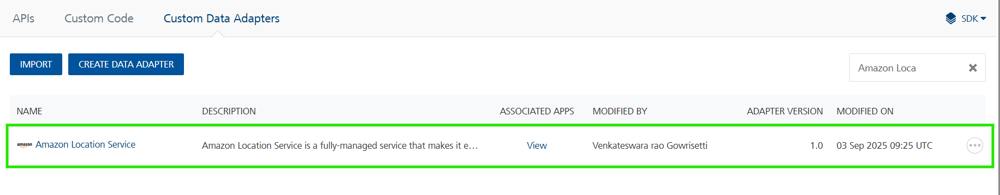 APIs Custom Code Custom Data Adapters SDK
IMPORT CREATE DATA ADAPTER Amazon Loca
NAME DESCRIPTION ASSOCIATED APPS MODIFIED BY ADAPTER VERSION MODIFIED ON
amazon Amazon Location Service Amazon Location Service is a fully-managed service that makes it e... View Venkateswara rao Gowrisetti 1.0 03 Sep 2025 09:25 UTC